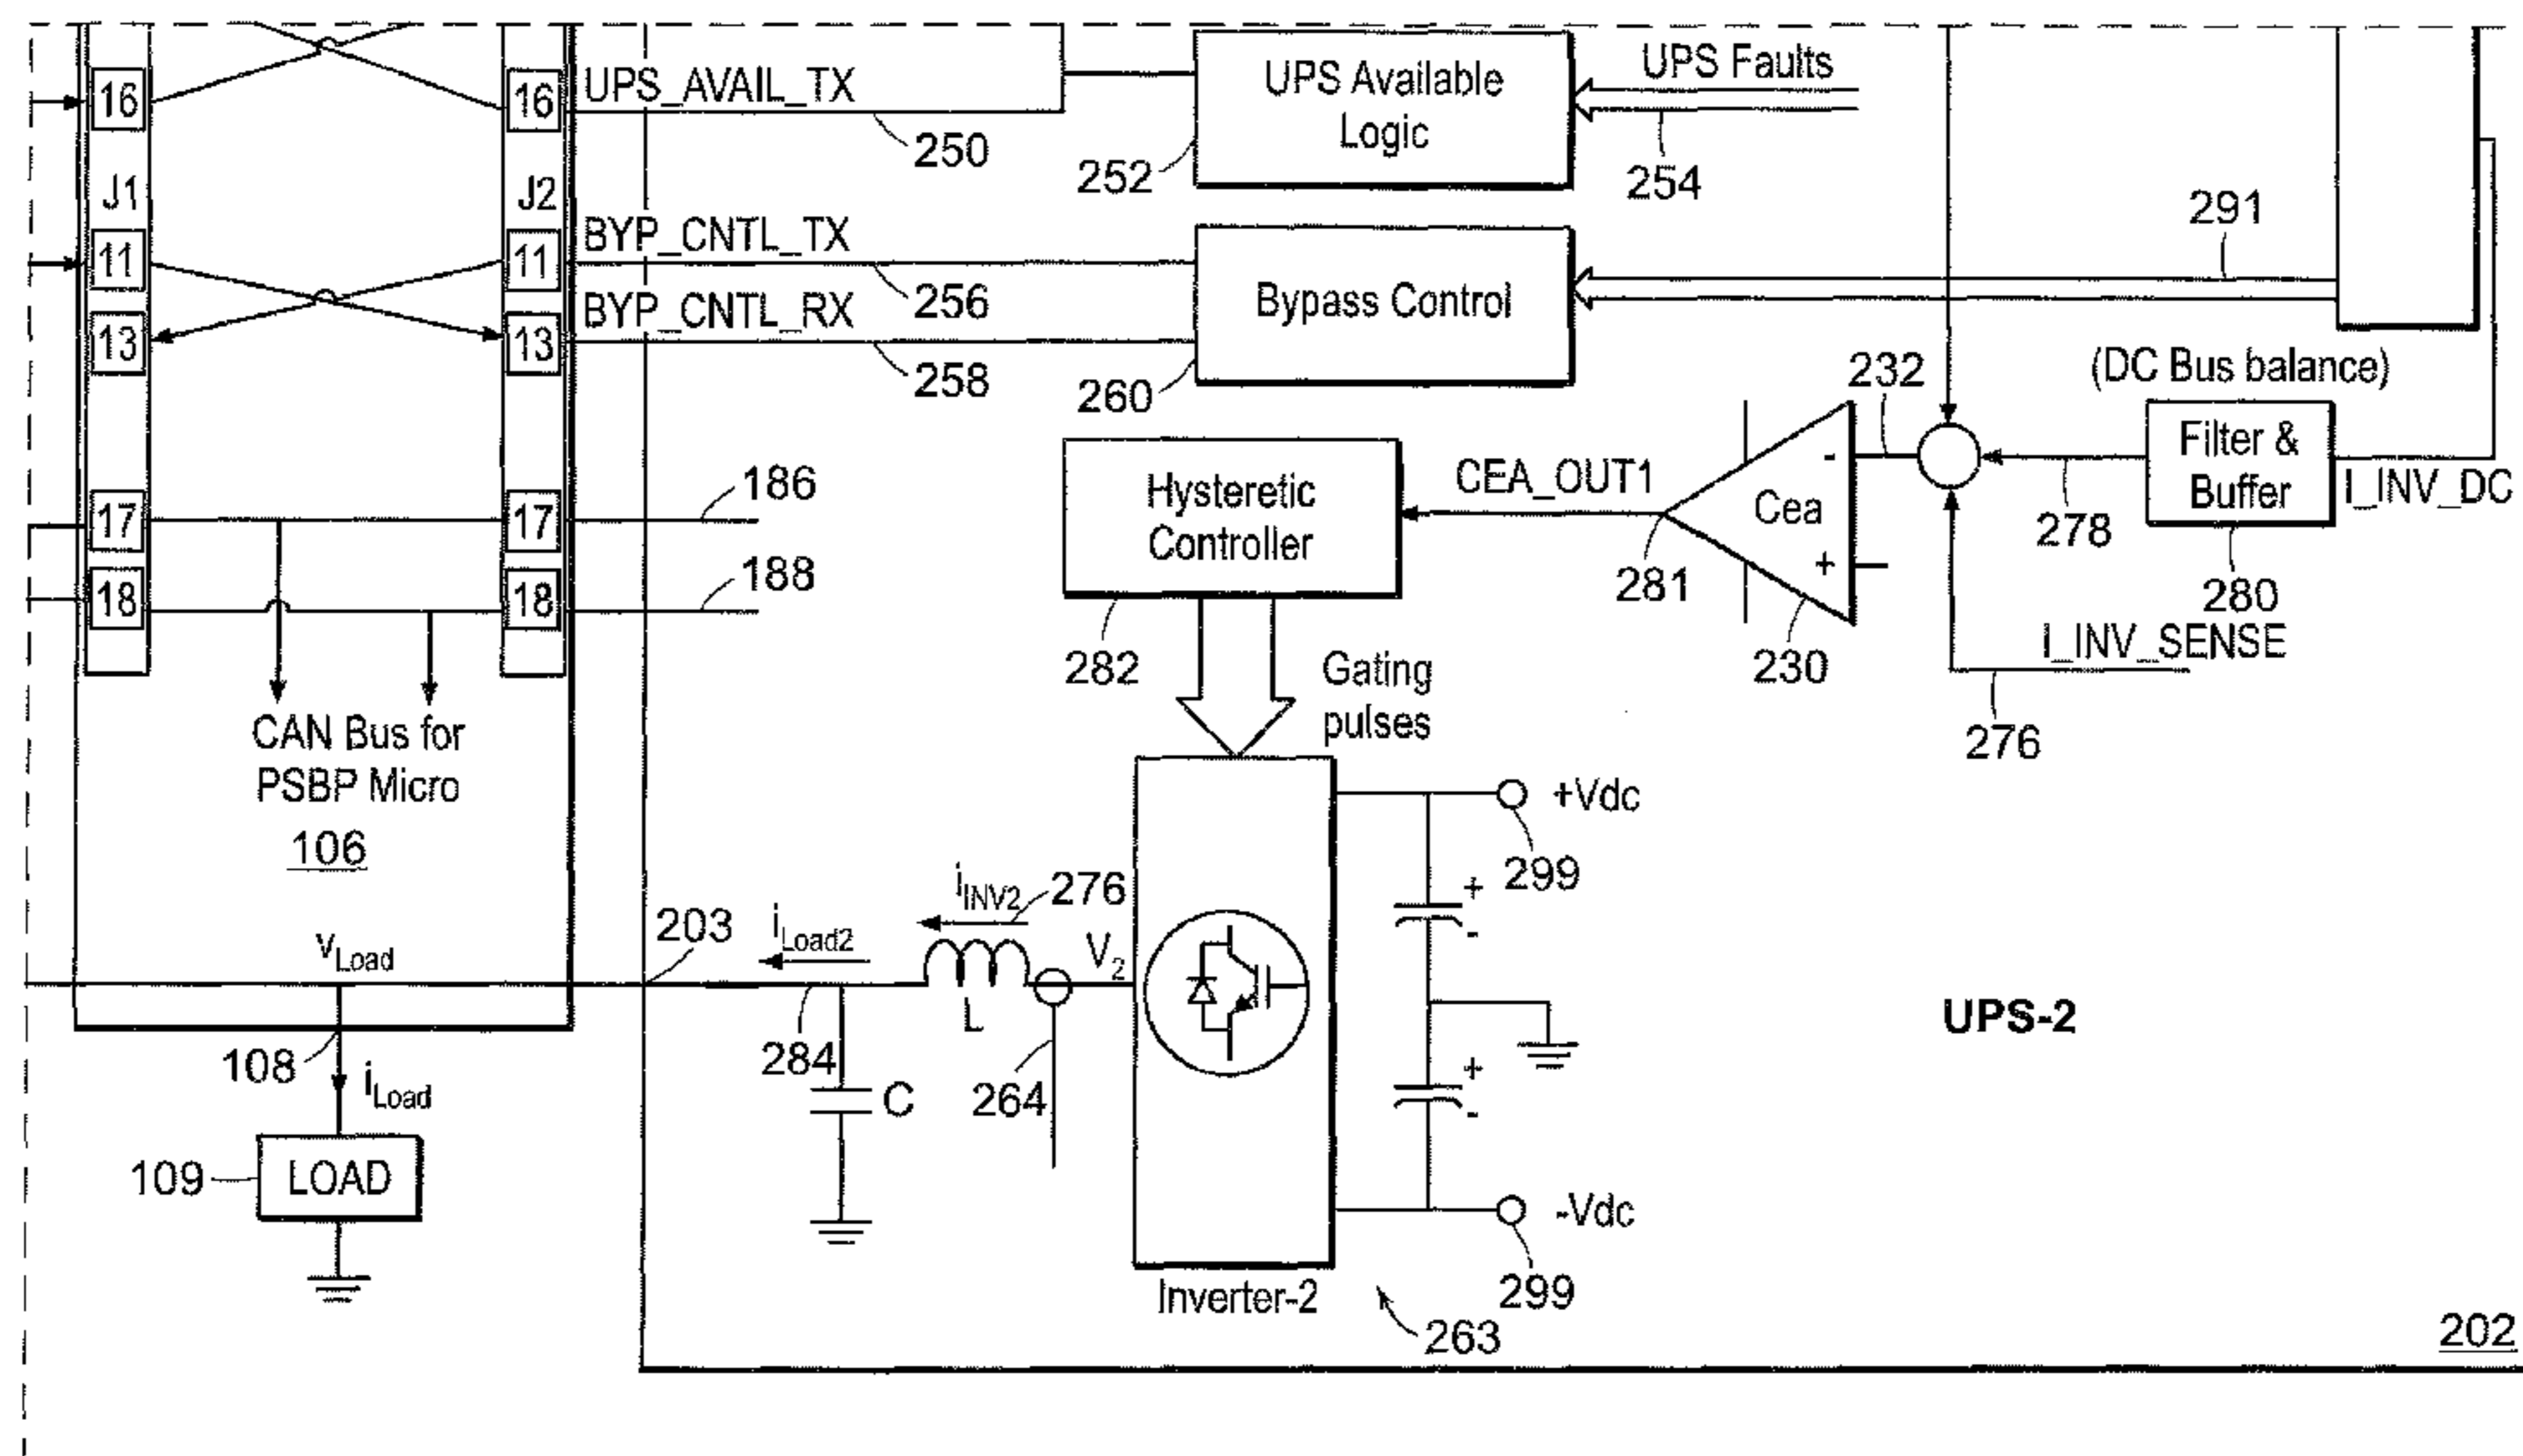 16
16
UPS_AVAIL_TX
250
UPS Available
Logic
252
UPS Faults
254
J1
J2
11
11
BYP_CNTL_TX
256
13
13
BYP_CNTL_RX
258
Bypass Control
260
291
(DC Bus balance)
232
Filter &
Buffer
280
I_INV_DC
278
-
Cea
+
230
281
CEA_OUT1
I_INV_SENSE
276
Hysteretic
Controller
282
Gating
pulses
17
17
186
18
18
188
CAN Bus for
PSBP Micro
106
vLoad
203
iLoad2
284
iINV2
276
L
V2
264
C
108
iLoad
109
LOAD
+Vdc
299
+
-
+
-
-Vdc
299
Inverter-2
263
UPS-2
202